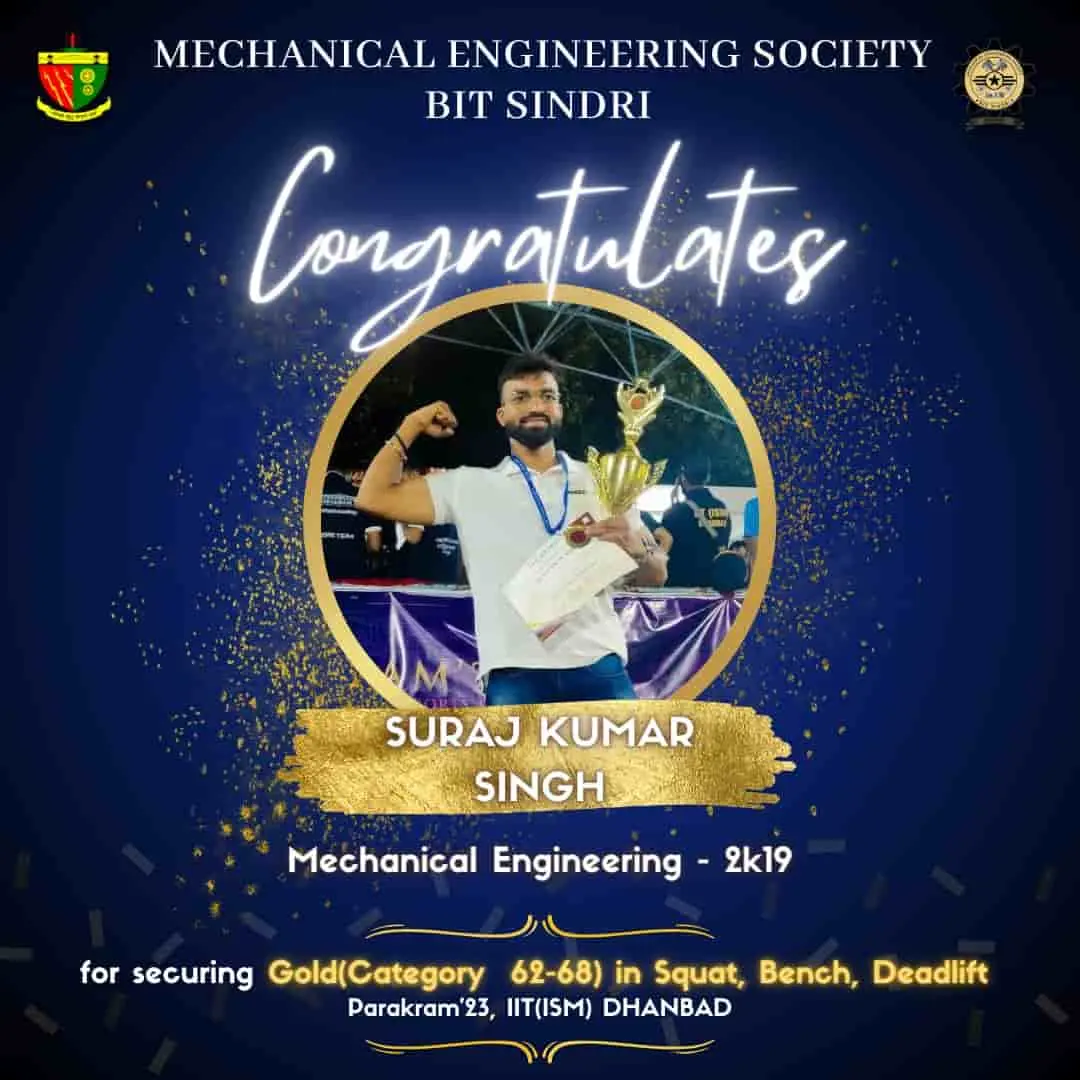 MECHANICAL ENGINEERING SOCIETY
BIT SINDRI
Congratulates
SURAJ KUMAR
SINGH
Mechanical Engineering - 2k19
for securing Gold(Category 62-68) in Squat, Bench, Deadlift
Parakram'23, IIT(ISM) DHANBAD